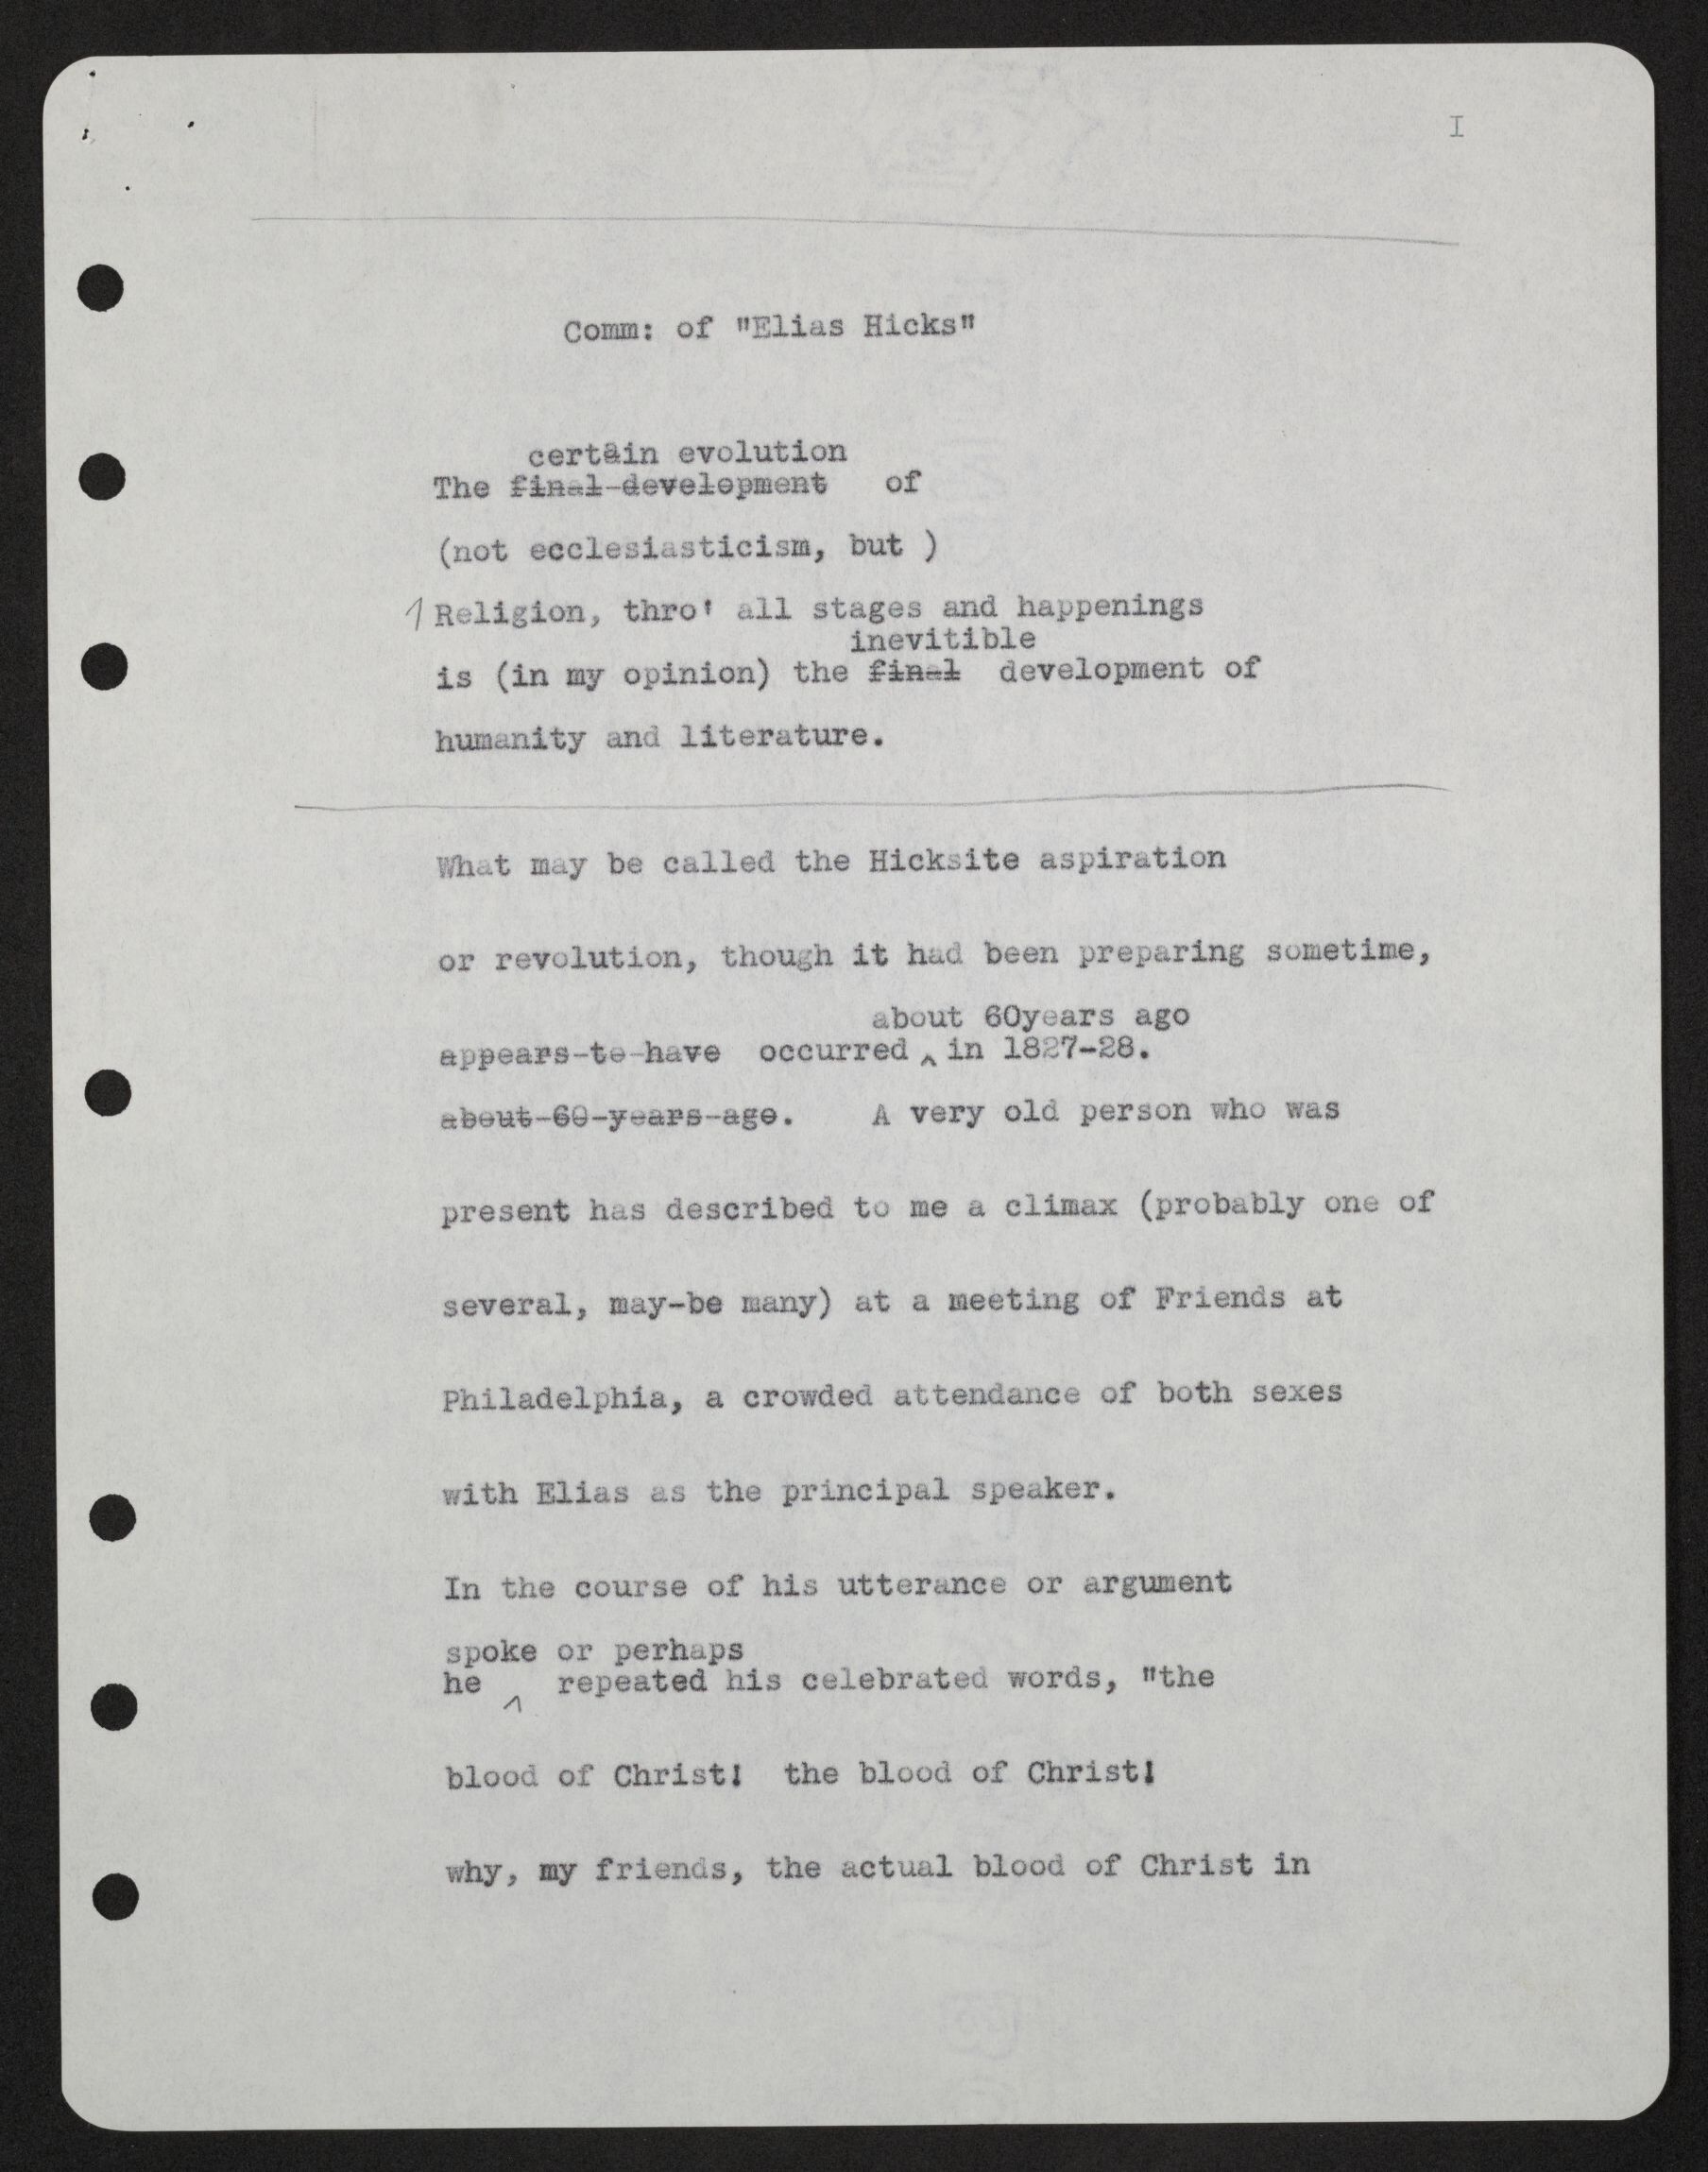 I
Comm: of "Elias Hicks"
certain evolution
The final development of
(not ecclesiasticism, but )
Religion, thro' all stages and happenings
inevitible
is (in my opinion) the final development of
humanity and literature.
What may be called the Hicksite aspiration
or revolution, though it had been preparing sometime,
about 60years ago
appears to have occurred ^ in 1827-28.
about 60 years ago. A very old person who was
present has described to me a climax (probably one of
several, may-be many) at a meeting of Friends at
Philadelphia, a crowded attendance of both sexes
with Elias as the principal speaker.
In the course of his utterance or argument
spoke or perhaps
he ^ repeated his celebrated words, "the
blood of Christ! the blood of Christ!
why, my friends, the actual blood of Christ in